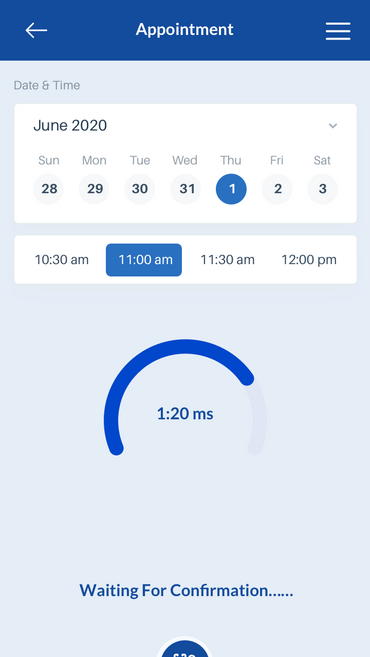 Appointment
Date & Time
June 2020
Sun Mon Tue Wed Thu Fri Sat
28 29 30 31 1 2 3
10:30 am 11:00 am 11:30 am 12:00 pm
1:20 ms
Waiting For Confirmation......